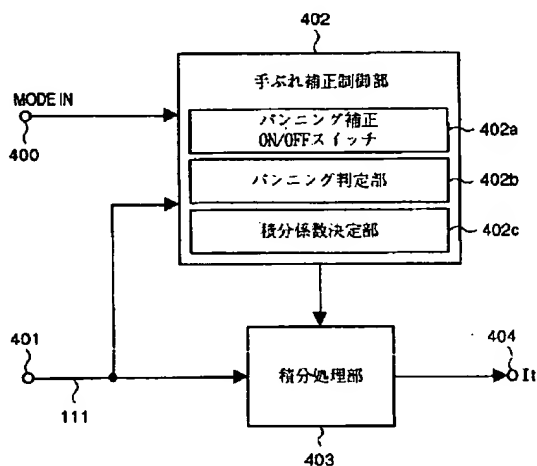 402
手ぶれ補正制御部
MODE IN
400
パンニング補正
ON/OFFスイッチ
402a
パンニング判定部
402b
積分係数決定部
402c
401
111
積分処理部
403
404
It